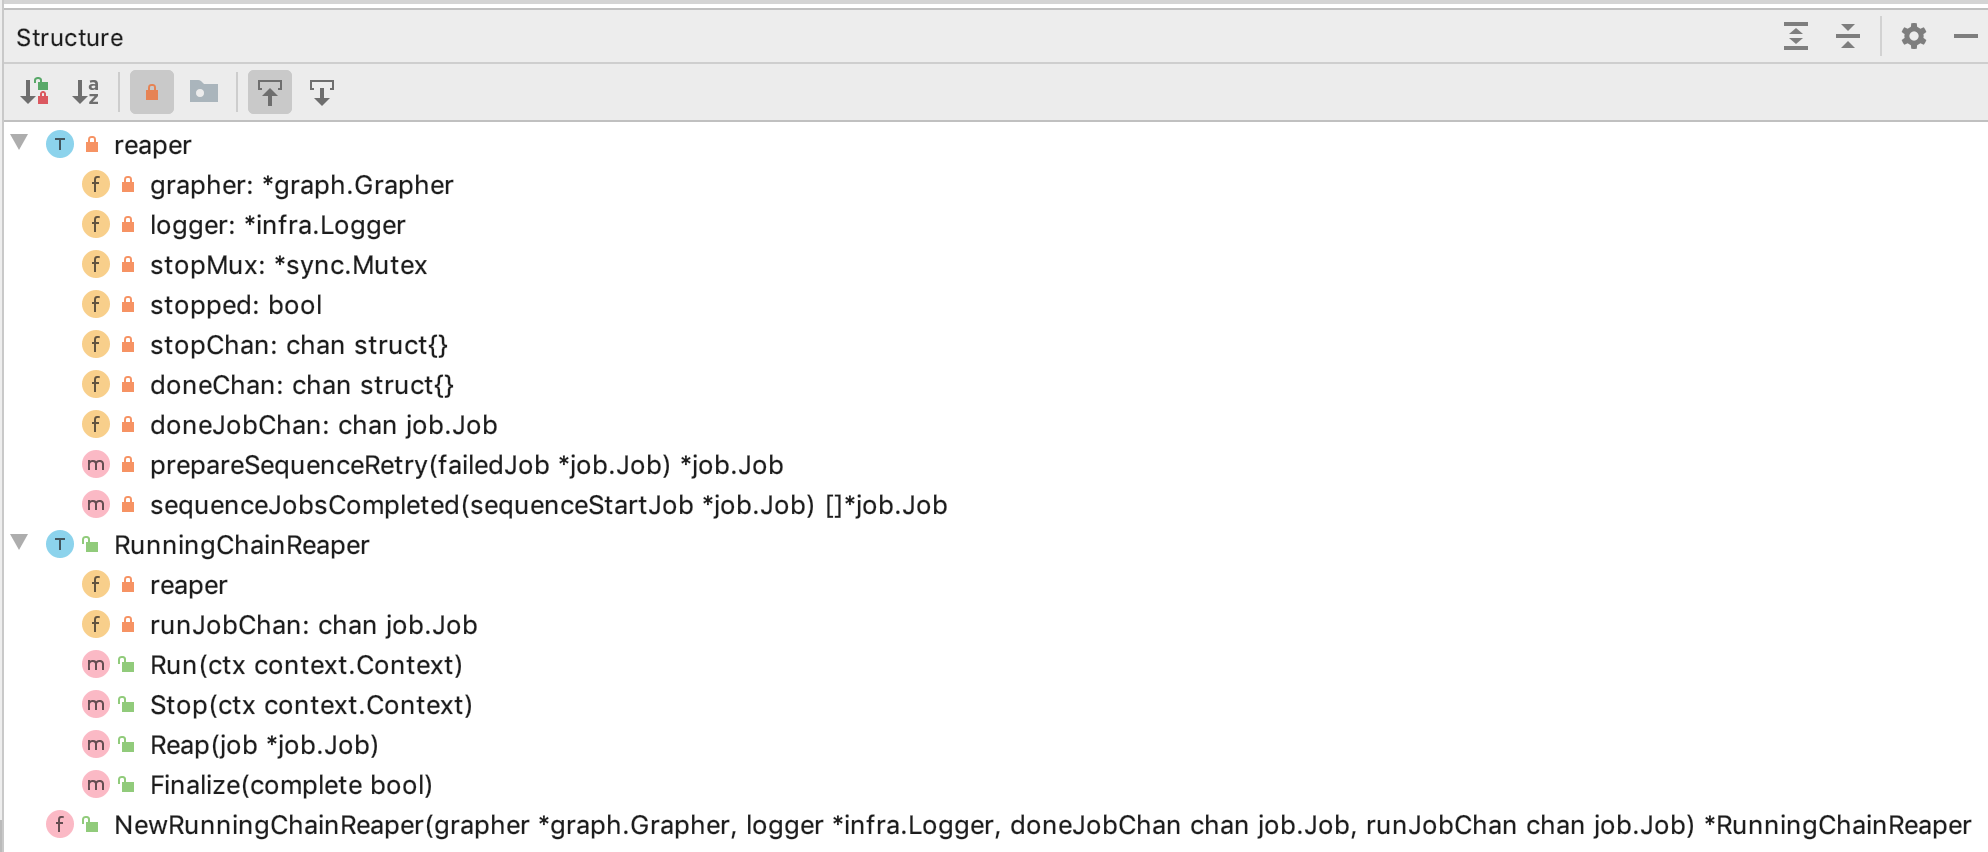 Structure
reaper
grapher: *graph.Grapher
logger: *infra.Logger
stopMux: *sync.Mutex
stopped: bool
stopChan: chan struct{}
doneChan: chan struct{}
doneJobChan: chan job.Job
prepareSequenceRetry(failedJob *job.Job) *job.Job
sequenceJobsCompleted(sequenceStartJob *job.Job) []*job.Job
RunningChainReaper
reaper
runJobChan: chan job.Job
Run(ctx context.Context)
Stop(ctx context.Context)
Reap(job *job.Job)
Finalize(complete bool)
NewRunningChainReaper(grapher *graph.Grapher, logger *infra.Logger, doneJobChan chan job.Job, runJobChan chan job.Job) *RunningChainReaper